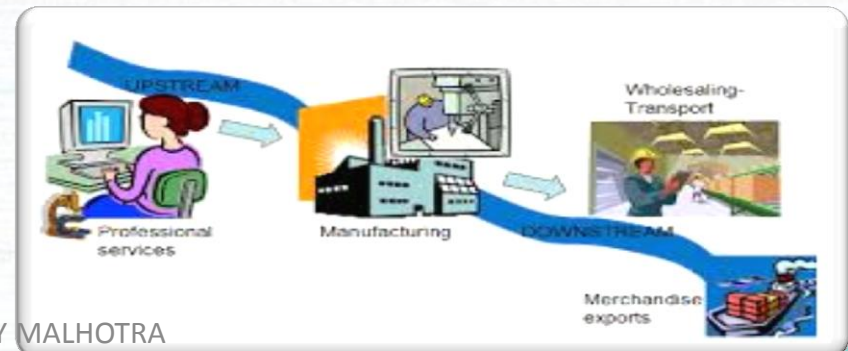 UPSTREAM
Wholesaling-
Transport
Professional
services
Manufacturing
DOWNSTREAM
Merchandise
exports
Y MALHOTRA